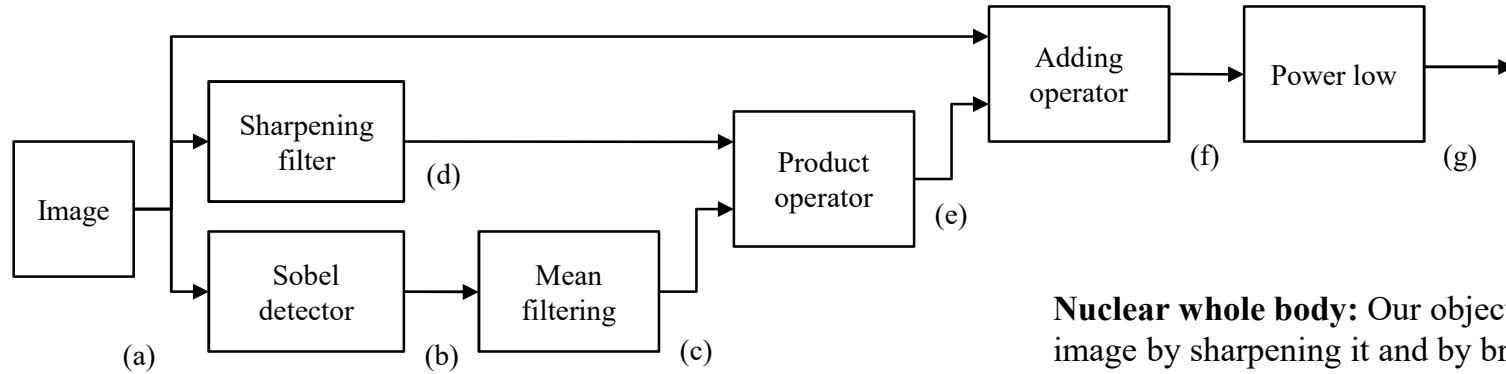 Adding
operator
Power low
Sharpening
filter
(d)
(f)
(g)
Image
Product
operator
(e)
Sobel
detector
Mean
filtering
(a)
(b)
(c)
Nuclear whole body: Our object
image by sharpening it and by br